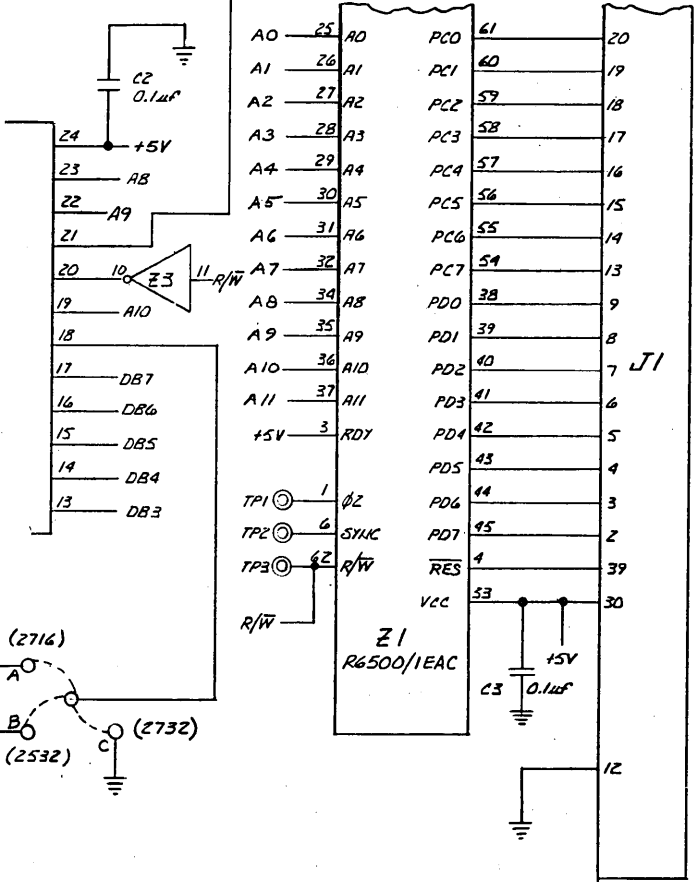 C2
0.1µf
24 +5V
23 A8
22 A9
21
20 10 Z3 11 R/W̅
19 A10
18
17 DB7
16 DB6
15 DB5
14 DB4
13 DB3
(2716)
A
B
(2532)
C (2732)
A0 25 A0 PC0 61 20
A1 26 A1 PC1 60 19
A2 27 A2 PC2 59 18
A3 28 A3 PC3 58 17
A4 29 A4 PC4 57 16
A5 30 A5 PC5 56 15
A6 31 A6 PC6 55 14
A7 32 A7 PC7 54 13
A8 34 A8 PD0 38 9
A9 35 A9 PD1 39 8
A10 36 A10 PD2 40 7
J1
A11 37 A11 PD3 41 6
+5V 3 RDY PD4 42 5
PD5 43 4
TP1 1 Ø2 PD6 44 3
TP2 6 SYNC PD7 45 2
TP3 62 R/W̅ R̅E̅S̅ 4 39
VCC 53 30
R/W̅
Z1
R6500/1EAC
+5V
C3 0.1µf
12